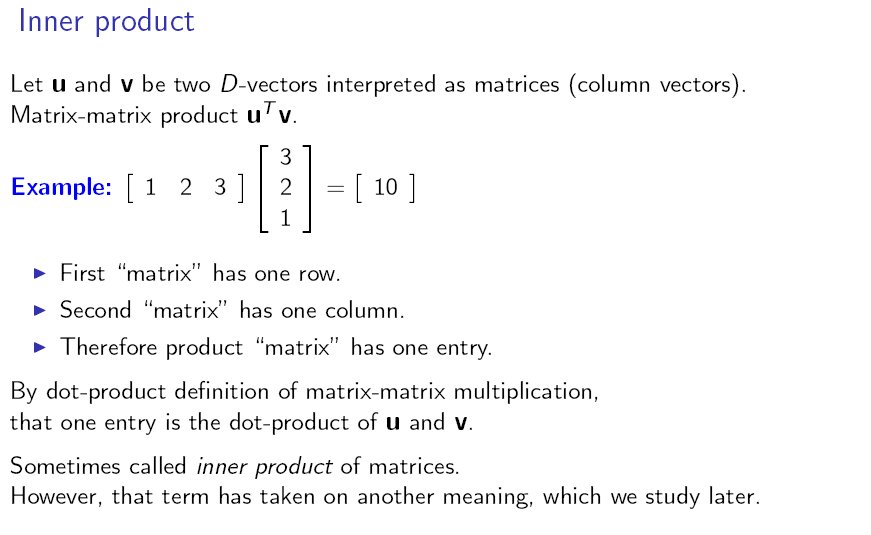 Inner product
Let u and v be two D-vectors interpreted as matrices (column vectors).
Matrix-matrix product uᵀv.
Example: [ 1 2 3 ] [ 3 2 1 ] = [ 10 ]
▶ First “matrix” has one row.
▶ Second “matrix” has one column.
▶ Therefore product “matrix” has one entry.
By dot-product definition of matrix-matrix multiplication,
that one entry is the dot-product of u and v.
Sometimes called inner product of matrices.
However, that term has taken on another meaning, which we study later.